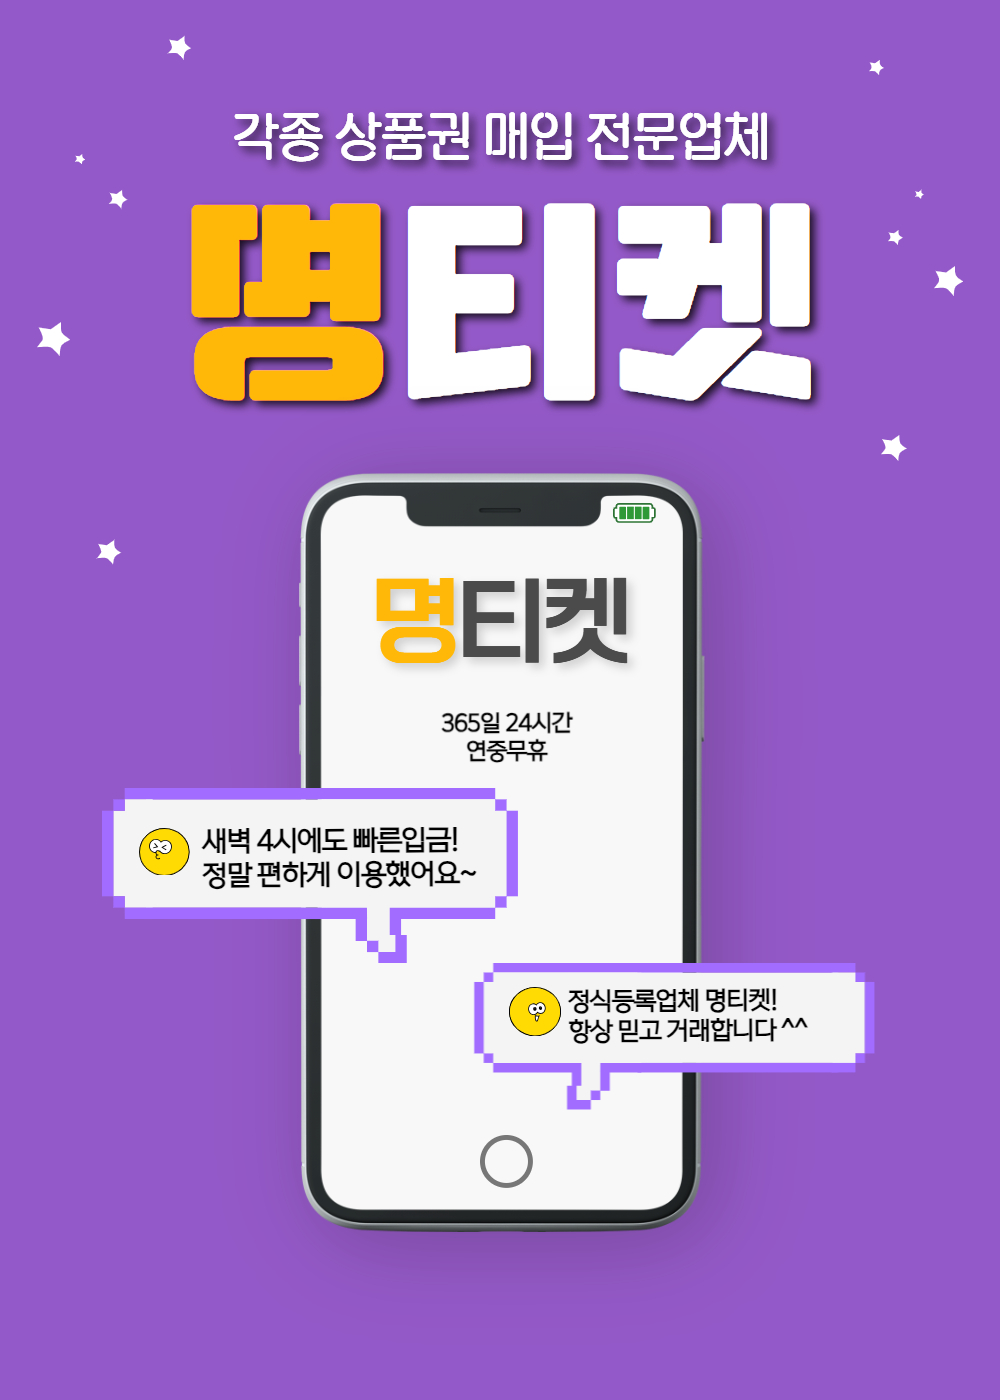 각종 상품권 매입 전문업체
명티켓
명티켓
365일 24시간
연중무휴
새벽 4시에도 빠른입금!
정말 편하게 이용했어요~
정식등록업체 명티켓!
항상 믿고 거래합니다 ^^